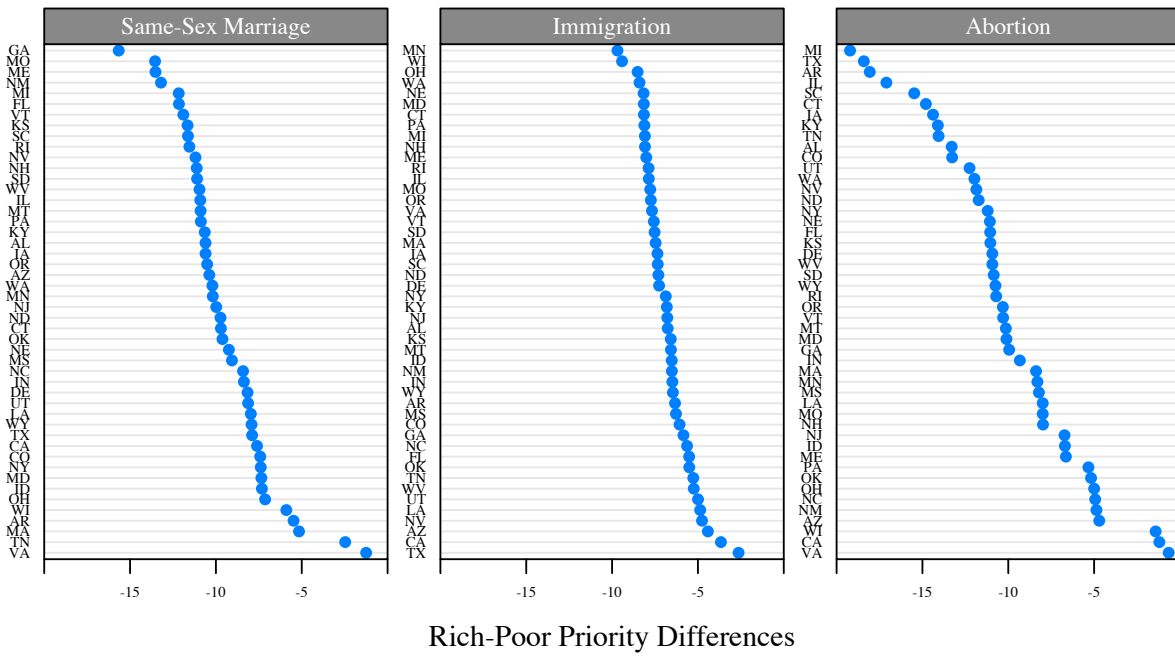 Same-Sex Marriage
GA
MO
ME
NM
MI
FL
VT
KS
SC
RI
NV
NH
SD
WV
IL
MT
PA
KY
AL
IA
OR
AZ
WA
MN
NJ
ND
CT
OK
NE
MS
NC
IN
DE
UT
LA
WY
TX
CA
CO
NY
MD
ID
OH
WI
AR
MA
TN
VA
-15 -10 -5
Immigration
MN
WI
OH
WA
NE
MD
CT
PA
MI
NH
ME
RI
IL
MO
OR
VA
VT
SD
MA
IA
SC
ND
DE
NY
KY
NJ
AL
KS
MT
ID
NM
IN
WY
AR
MS
CO
GA
NC
FL
OK
TN
WV
UT
LA
NV
AZ
CA
TX
-15 -10 -5
Abortion
MI
TX
AR
IL
SC
CT
IA
KY
TN
AL
CO
UT
WA
NV
ND
NY
NE
FL
KS
DE
WV
SD
WY
RI
OR
VT
MT
MD
GA
IN
MA
MN
MS
LA
MO
NH
NJ
ID
ME
PA
OK
OH
NC
NM
AZ
WI
CA
VA
-15 -10 -5
Rich-Poor Priority Differences